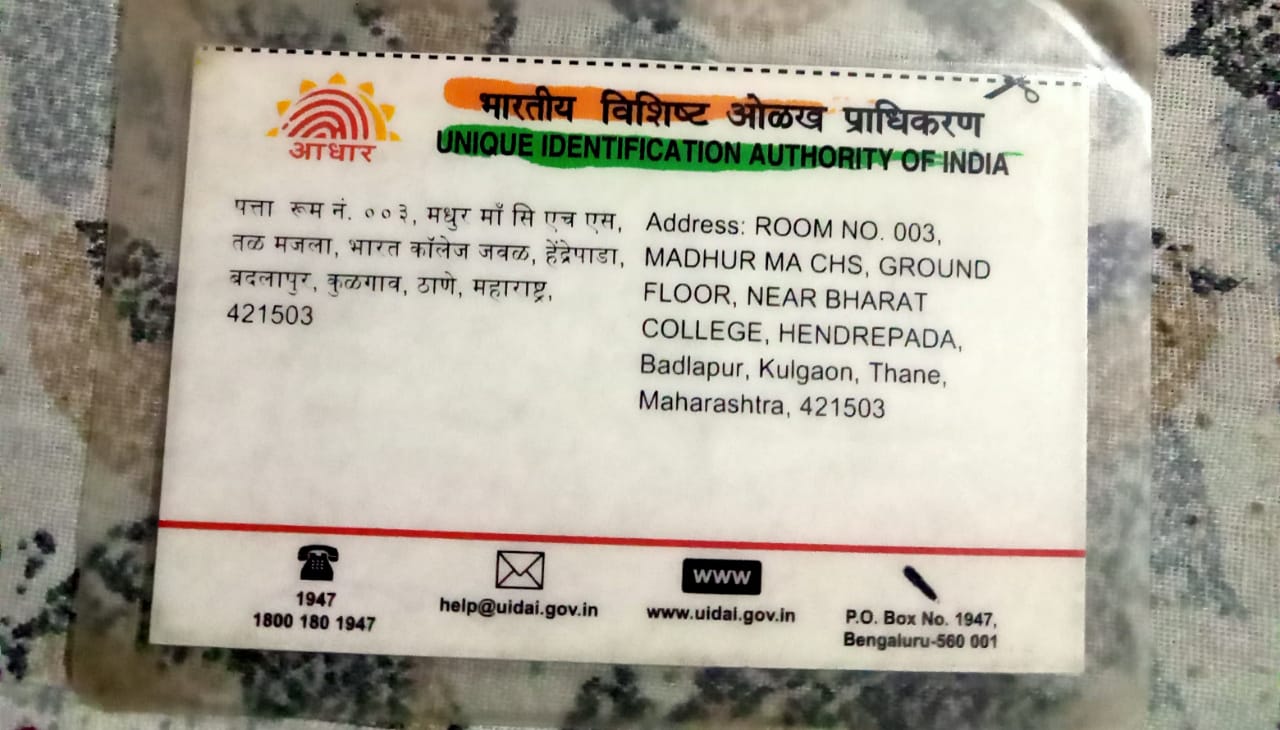 भारतीय विशिष्ट ओळख प्राधिकरण
UNIQUE IDENTIFICATION AUTHORITY OF INDIA
आधार
पत्ता रूम नं. ००३, मधुर माँ सि एच एस,
तळ मजला, भारत कॉलेज जवळ, हेंद्रेपाडा,
बदलापुर, कुळगाव, ठाणे, महाराष्ट्र,
421503
Address: ROOM NO. 003,
MADHUR MA CHS, GROUND
FLOOR, NEAR BHARAT
COLLEGE, HENDREPADA,
Badlapur, Kulgaon, Thane,
Maharashtra, 421503
1947
1800 180 1947
help@uidai.gov.in
www
www.uidai.gov.in
P.O. Box No. 1947,
Bengaluru-560 001